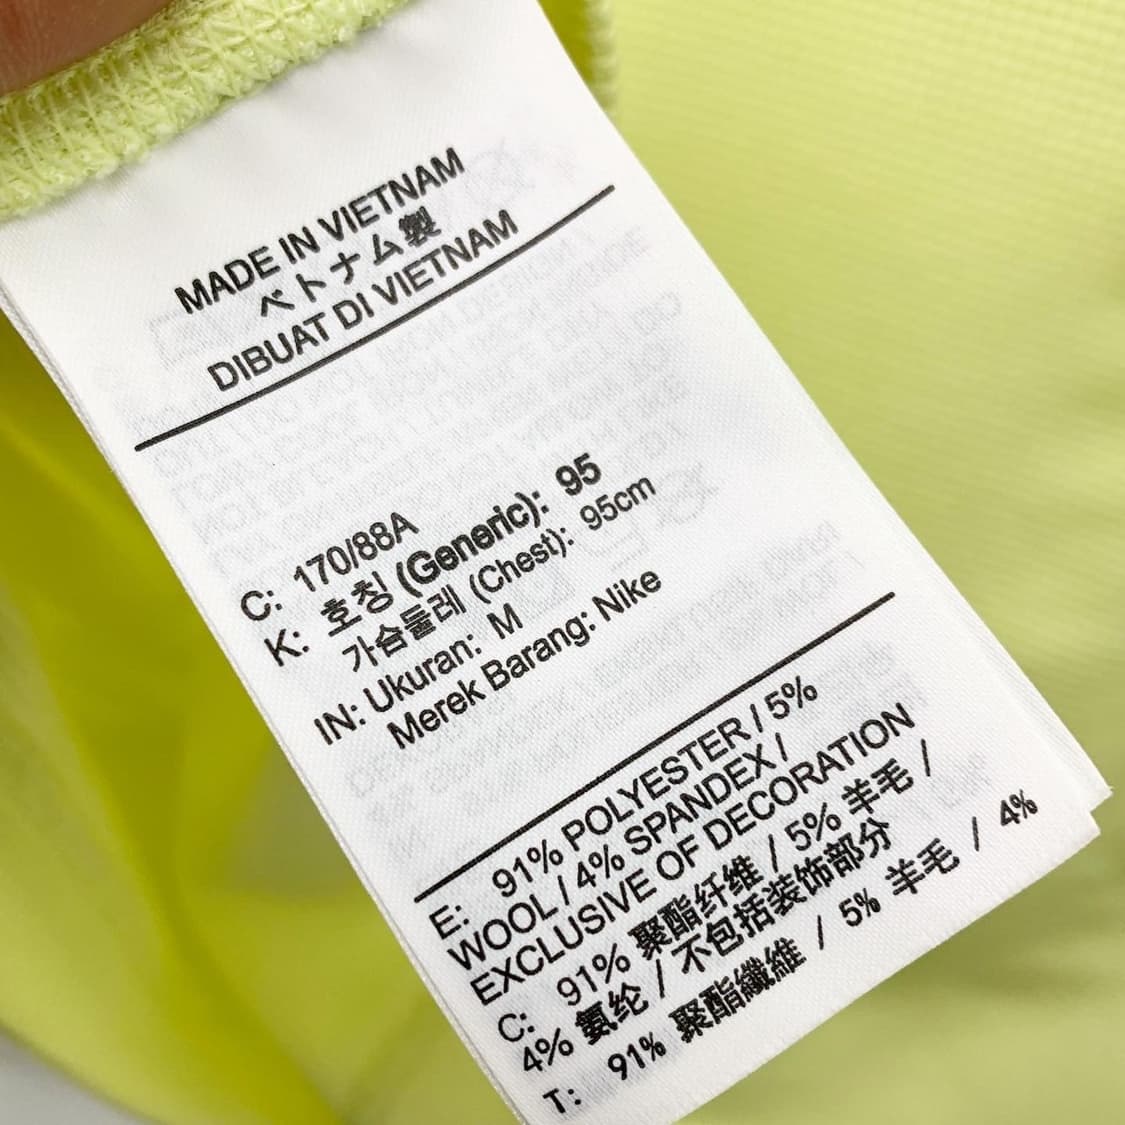 MADE IN VIETNAM
ベトナム製
DIBUAT DI VIETNAM
C: 170/88A
K: 호칭 (Generic): 95
가슴둘레 (Chest): 95cm
IN: Ukuran: M
Merek Barang: Nike
E: 91% POLYESTER / 5%
WOOL / 4% SPANDEX /
EXCLUSIVE OF DECORATION
C: 91% 聚酯纤维 / 5% 羊毛 /
4% 氨纶 / 不包括装饰部分
T: 91% 聚酯纖維 / 5% 羊毛 / 4%